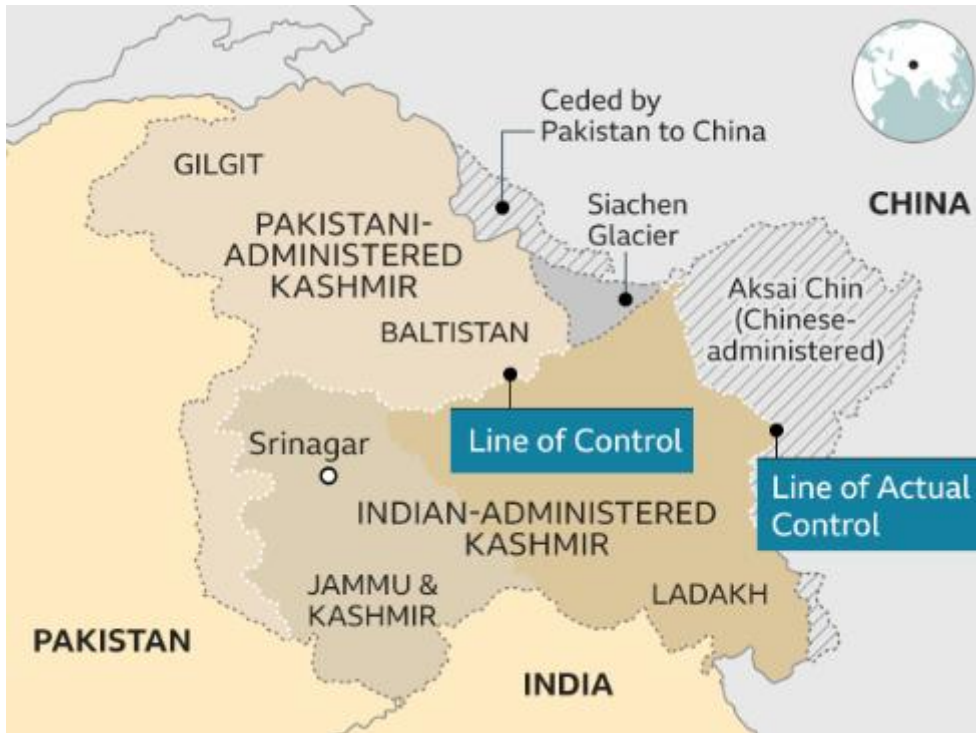 Ceded by
Pakistan to China
GILGIT
CHINA
Siachen
Glacier
PAKISTANI-
ADMINISTERED
KASHMIR
Aksai Chin
(Chinese-
administered)
BALTISTAN
Line of Control
Srinagar
Line of Actual
Control
INDIAN-ADMINISTERED
KASHMIR
JAMMU &
KASHMIR
LADAKH
PAKISTAN
INDIA